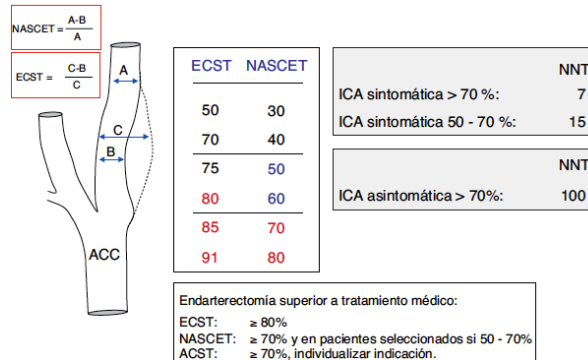 NASCET = A-B
A
ECST = C-B
C
A
C
B
ACC
ECST NASCET
50 30
70 40
75 50
80 60
85 70
91 80
NNT
ICA sintomática > 70 %: 7
ICA sintomática 50 - 70 %: 15
NNT
ICA asintomática > 70%: 100
Endarterectomía superior a tratamiento médico:
ECST: ≥ 80%
NASCET: ≥ 70% y en pacientes seleccionados si 50 - 70%
ACST: ≥ 70%, individualizar indicación.